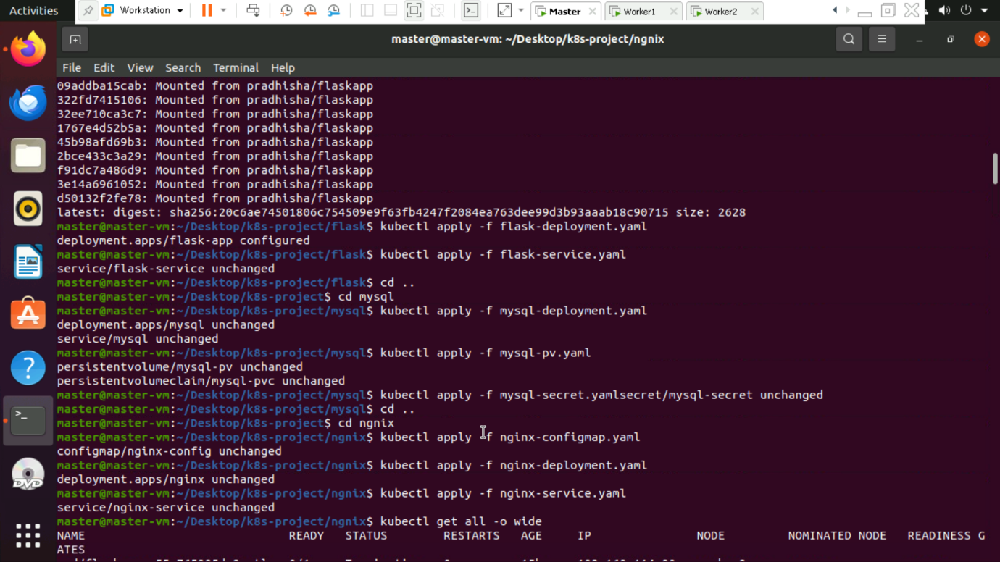 Activities
Workstation
Master
Worker1
Worker2
master@master-vm: ~/Desktop/k8s-project/ngnix
File Edit View Search Terminal Help
09addba15cab: Mounted from pradhisha/flaskapp
322fd7415106: Mounted from pradhisha/flaskapp
32ee710ca3c7: Mounted from pradhisha/flaskapp
1767e4d52b5a: Mounted from pradhisha/flaskapp
45b98afd69b3: Mounted from pradhisha/flaskapp
2bce433c3a29: Mounted from pradhisha/flaskapp
f91dc7a486d9: Mounted from pradhisha/flaskapp
3e14a6961052: Mounted from pradhisha/flaskapp
d50132f2fe78: Mounted from pradhisha/flaskapp
latest: digest: sha256:20c6ae74501806c754509e9f63fb4247f2084ea763dee99d3b93aaab18c90715 size: 2628
master@master-vm:~/Desktop/k8s-project/flask$ kubectl apply -f flask-deployment.yaml
deployment.apps/flask-app configured
master@master-vm:~/Desktop/k8s-project/flask$ kubectl apply -f flask-service.yaml
service/flask-service unchanged
master@master-vm:~/Desktop/k8s-project/flask$ cd ..
master@master-vm:~/Desktop/k8s-project$ cd mysql
master@master-vm:~/Desktop/k8s-project/mysql$ kubectl apply -f mysql-deployment.yaml
deployment.apps/mysql unchanged
service/mysql unchanged
master@master-vm:~/Desktop/k8s-project/mysql$ kubectl apply -f mysql-pv.yaml
persistentvolume/mysql-pv unchanged
persistentvolumeclaim/mysql-pvc unchanged
master@master-vm:~/Desktop/k8s-project/mysql$ kubectl apply -f mysql-secret.yamlsecret/mysql-secret unchanged
master@master-vm:~/Desktop/k8s-project/mysql$ cd ..
master@master-vm:~/Desktop/k8s-project$ cd ngnix
master@master-vm:~/Desktop/k8s-project/ngnix$ kubectl apply -f nginx-configmap.yaml
configmap/nginx-config unchanged
master@master-vm:~/Desktop/k8s-project/ngnix$ kubectl apply -f nginx-deployment.yaml
deployment.apps/nginx unchanged
master@master-vm:~/Desktop/k8s-project/ngnix$ kubectl apply -f nginx-service.yaml
service/nginx-service unchanged
master@master-vm:~/Desktop/k8s-project/ngnix$ kubectl get all -o wide
NAME READY STATUS RESTARTS AGE IP NODE NOMINATED NODE READINESS G
ATES